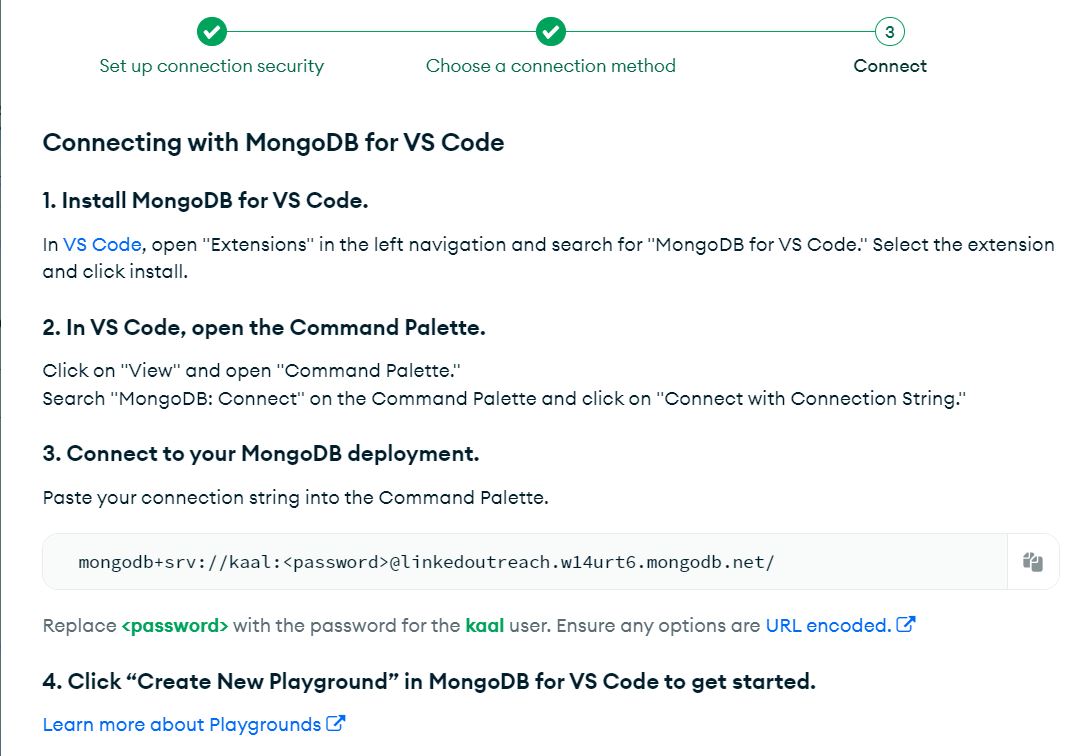 3
Set up connection security
Choose a connection method
Connect
Connecting with MongoDB for VS Code
1. Install MongoDB for VS Code.
In VS Code, open "Extensions" in the left navigation and search for "MongoDB for VS Code." Select the extension
and click install.
2. In VS Code, open the Command Palette.
Click on "View" and open "Command Palette."
Search "MongoDB: Connect" on the Command Palette and click on "Connect with Connection String."
3. Connect to your MongoDB deployment.
Paste your connection string into the Command Palette.
mongodb+srv://kaal:<password>@linkedoutreach.w14urt6.mongodb.net/
Replace <password> with the password for the kaal user. Ensure any options are URL encoded.
4. Click “Create New Playground” in MongoDB for VS Code to get started.
Learn more about Playgrounds